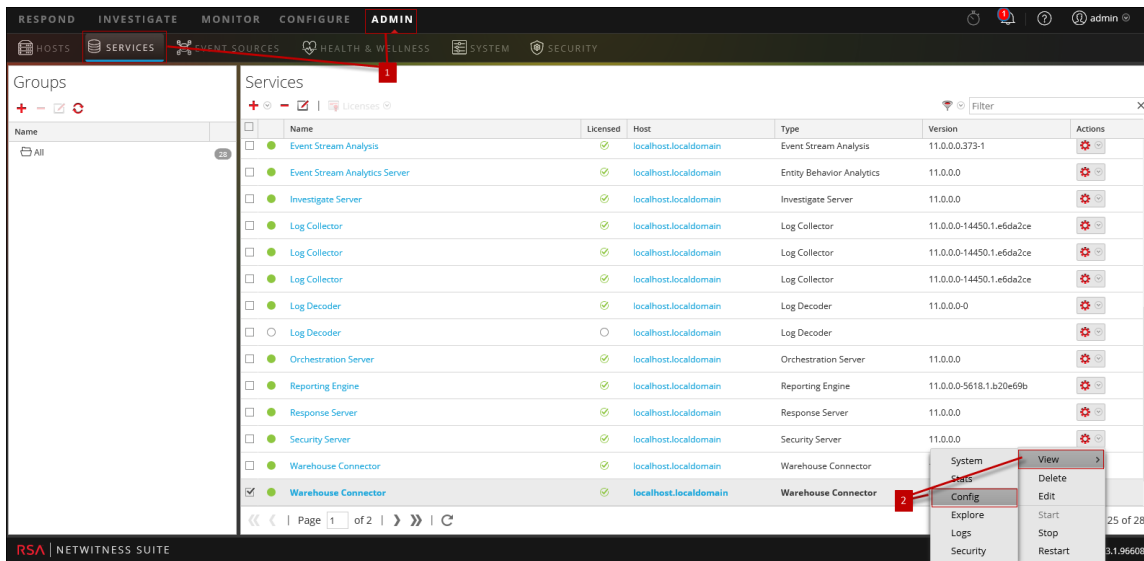 RESPOND INVESTIGATE MONITOR CONFIGURE ADMIN 1 admin
HOSTS SERVICES EVENT SOURCES HEALTH & WELLNESS SYSTEM SECURITY
1
Groups
Name
All 28
Services
Licenses
Filter
Name Licensed Host Type Version Actions
Event Stream Analysis localhost.localdomain Event Stream Analysis 11.0.0.0.373-1
Event Stream Analytics Server localhost.localdomain Entity Behavior Analytics 11.0.0.0
Investigate Server localhost.localdomain Investigate Server 11.0.0.0
Log Collector localhost.localdomain Log Collector 11.0.0.0-14450.1.e6da2ce
Log Collector localhost.localdomain Log Collector 11.0.0.0-14450.1.e6da2ce
Log Collector localhost.localdomain Log Collector 11.0.0.0-14450.1.e6da2ce
Log Decoder localhost.localdomain Log Decoder 11.0.0.0-0
Log Decoder localhost.localdomain Log Decoder
Orchestration Server localhost.localdomain Orchestration Server 11.0.0.0
Reporting Engine localhost.localdomain Reporting Engine 11.0.0.0-5618.1.b20e69b
Response Server localhost.localdomain Response Server 11.0.0.0
Security Server localhost.localdomain Security Server 11.0.0.0
Warehouse Connector localhost.localdomain Warehouse Connector
Warehouse Connector localhost.localdomain Warehouse Connector
2
System
Stats
Config
Explore
Logs
Security
View
Delete
Edit
Start
Stop
Restart
Page 1 of 2
25 of 28
RSA NETWITNESS SUITE
3.1.96608